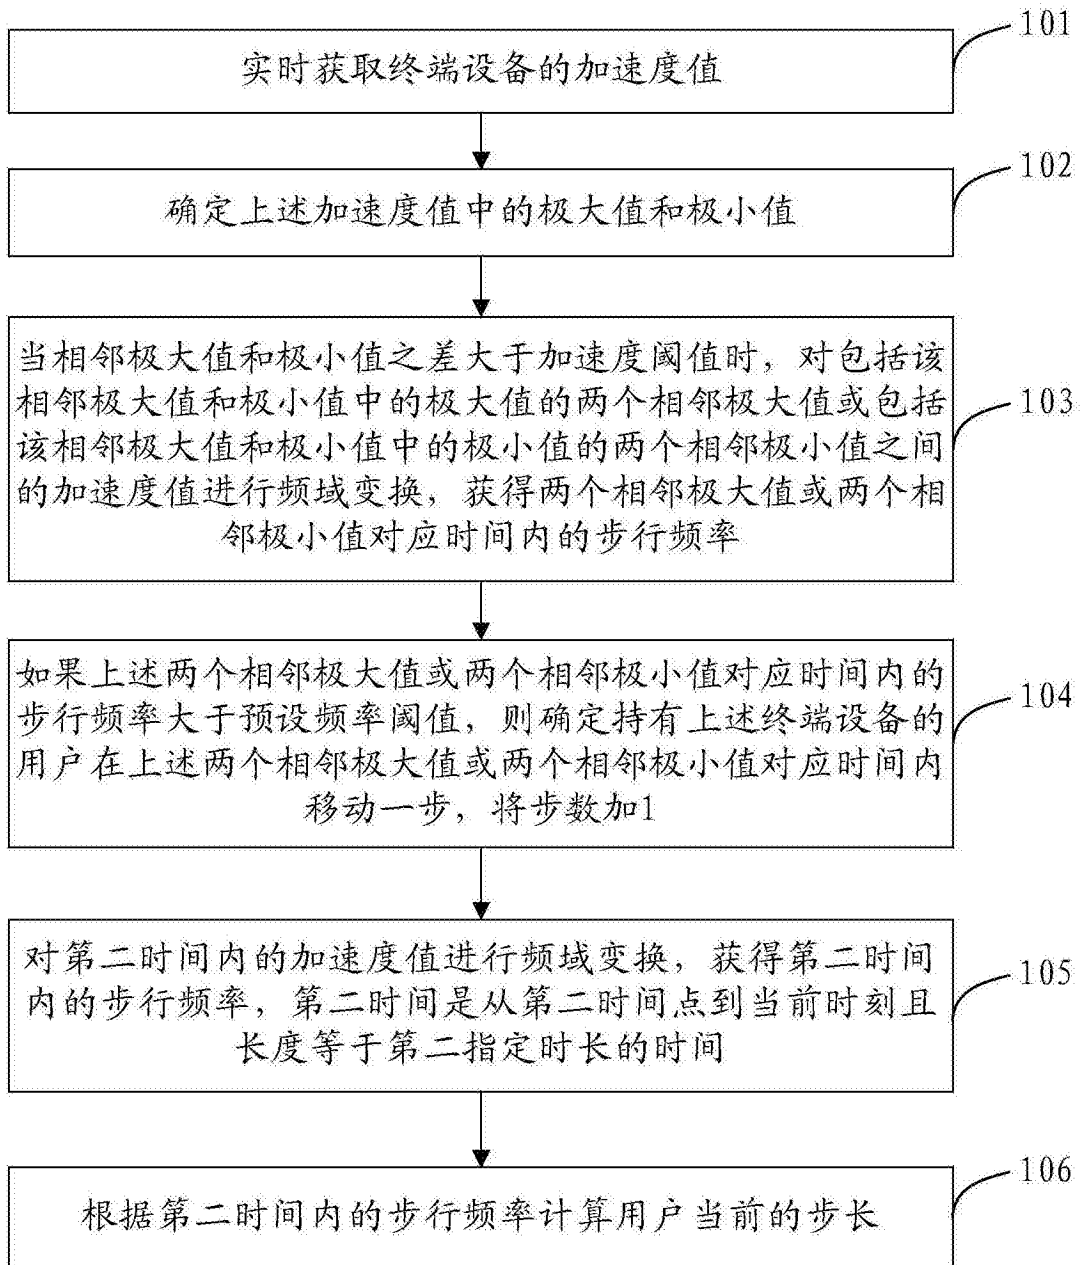 101
实时获取终端设备的加速度值
102
确定上述加速度值中的极大值和极小值
103
当相邻极大值和极小值之差大于加速度阈值时，对包括该
相邻极大值和极小值中的极大值的两个相邻极大值或包括
该相邻极大值和极小值中的极小值的两个相邻极小值之间
的加速度值进行频域变换，获得两个相邻极大值或两个相
邻极小值对应时间内的步行频率
104
如果上述两个相邻极大值或两个相邻极小值对应时间内的
步行频率大于预设频率阈值，则确定持有上述终端设备的
用户在上述两个相邻极大值或两个相邻极小值对应时间内
移动一步，将步数加1
105
对第二时间内的加速度值进行频域变换，获得第二时间
内的步行频率，第二时间是从第二时间点到当前时刻且
长度等于第二指定时长的时间
106
根据第二时间内的步行频率计算用户当前的步长